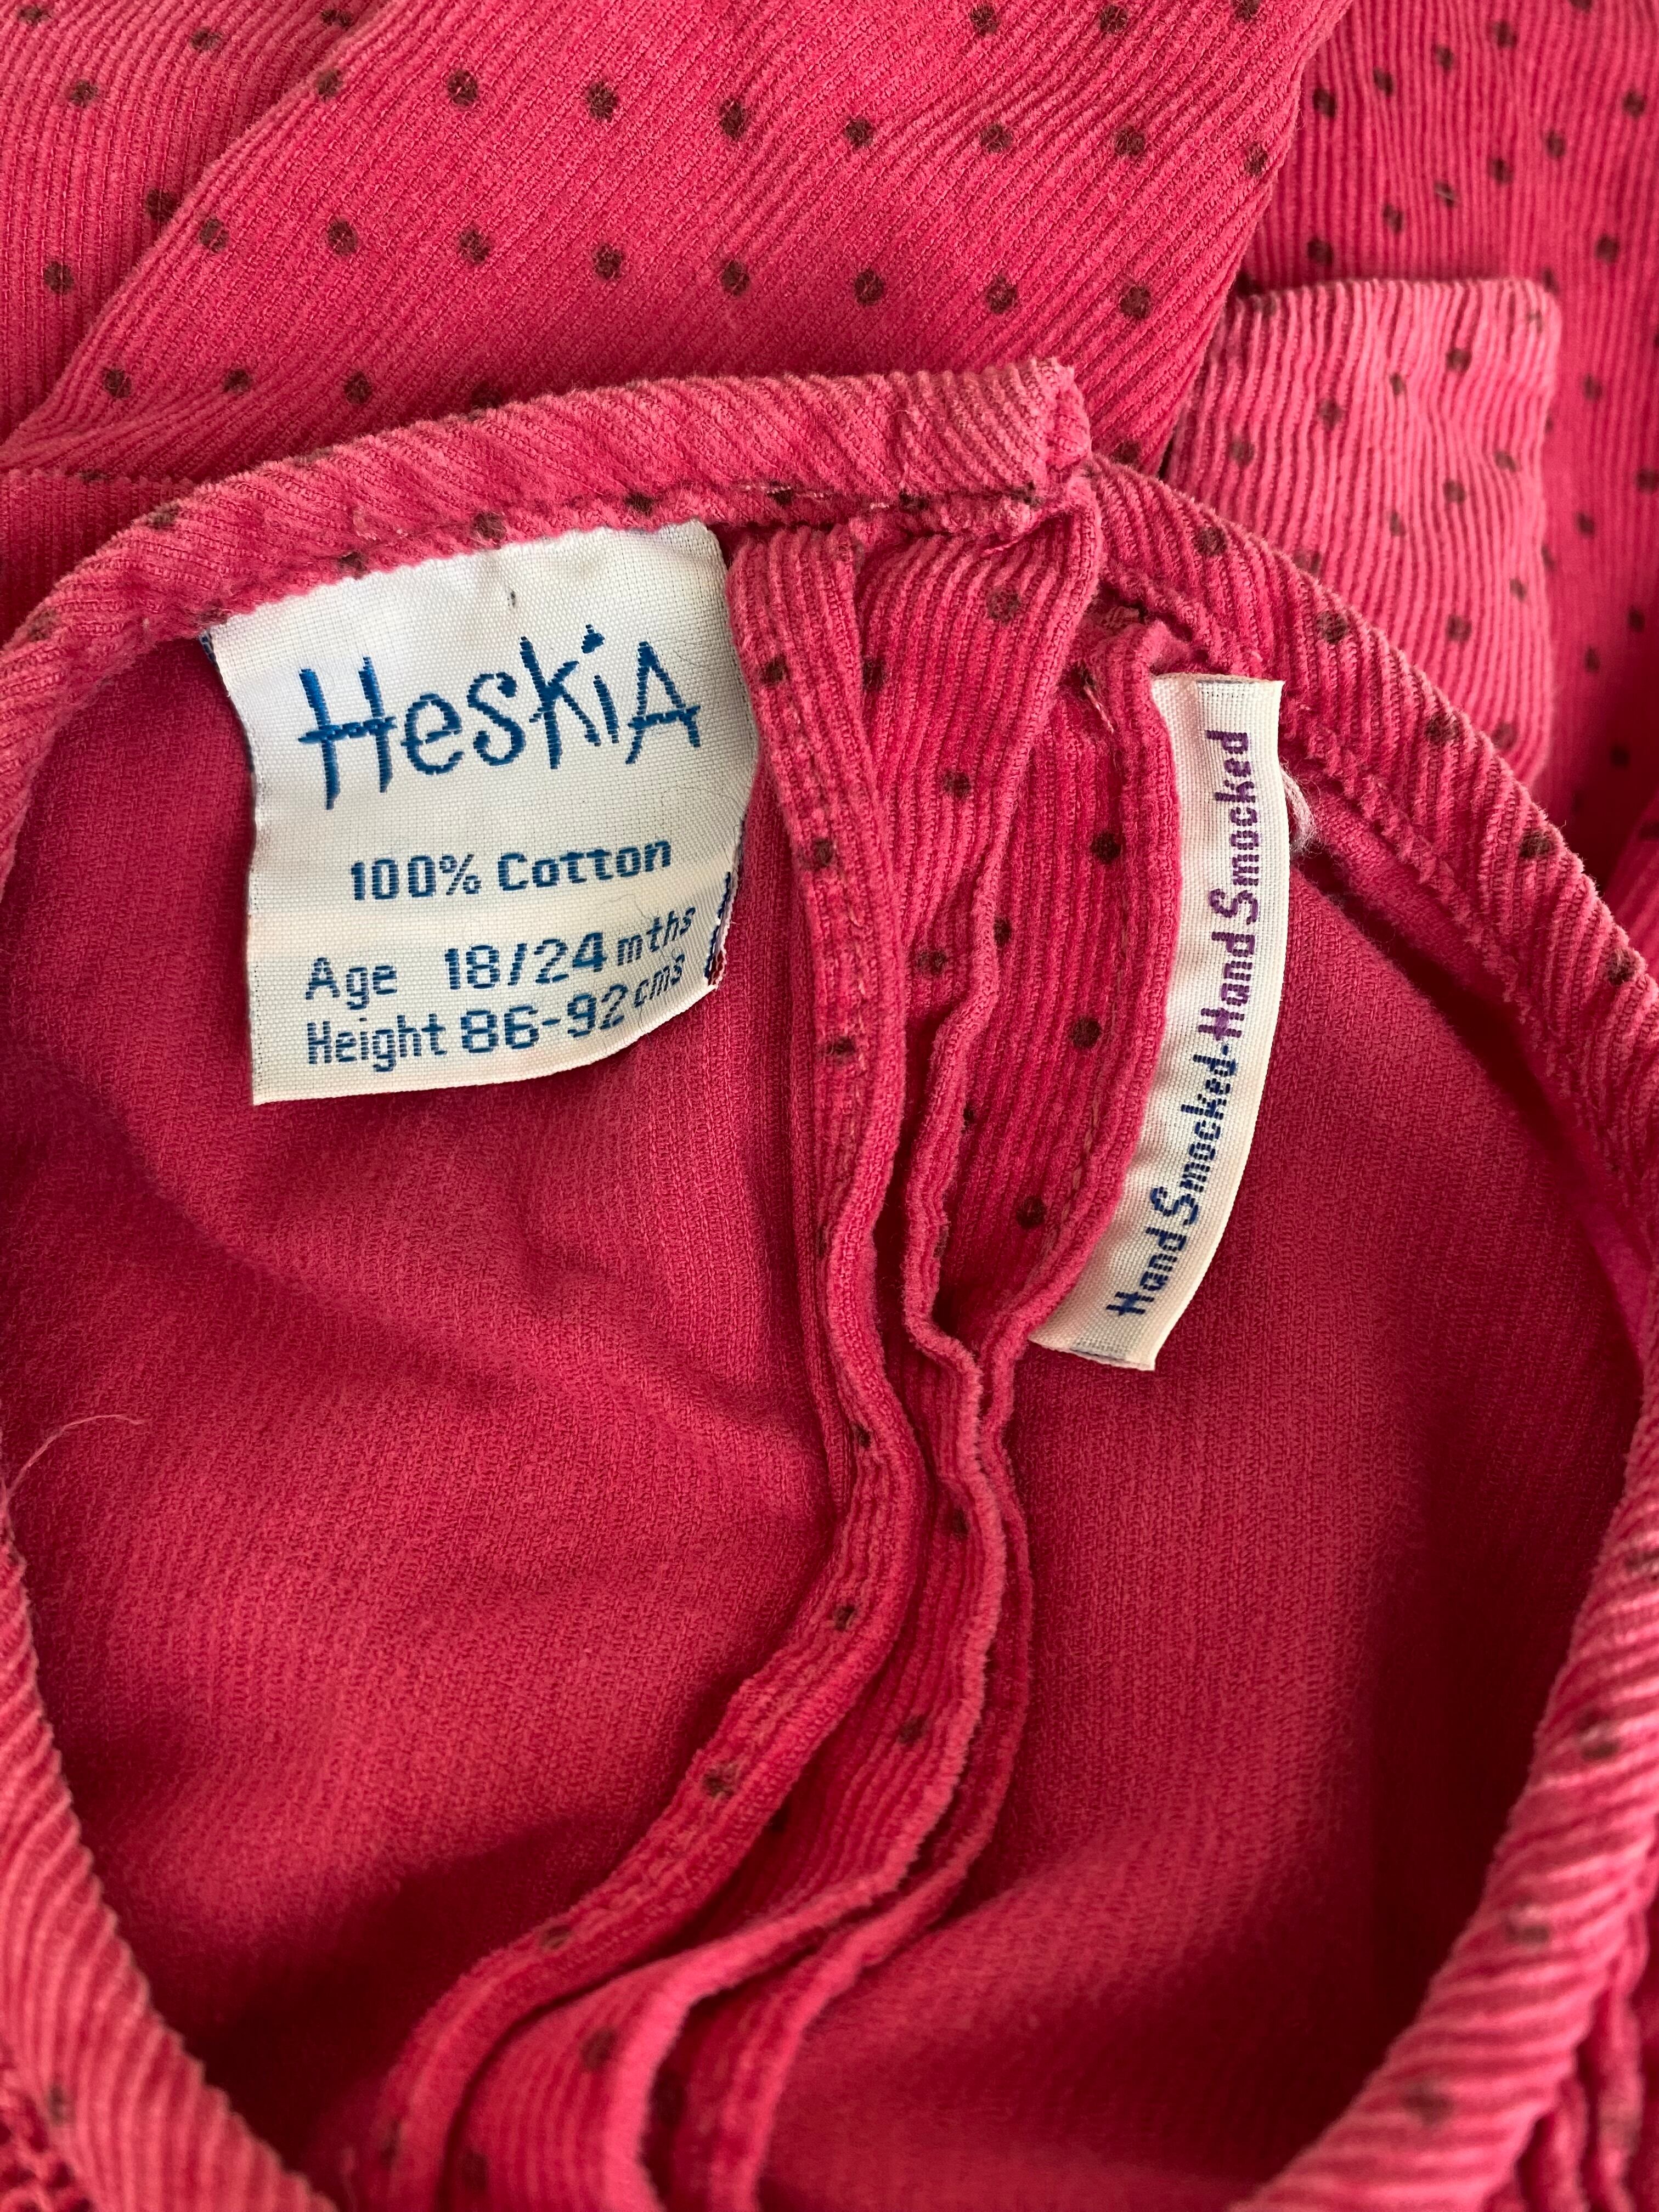 HeskiA
100% Cotton
Age 18/24 mths
Height 86-92 cms
Hand Smocked-Hand Smocked